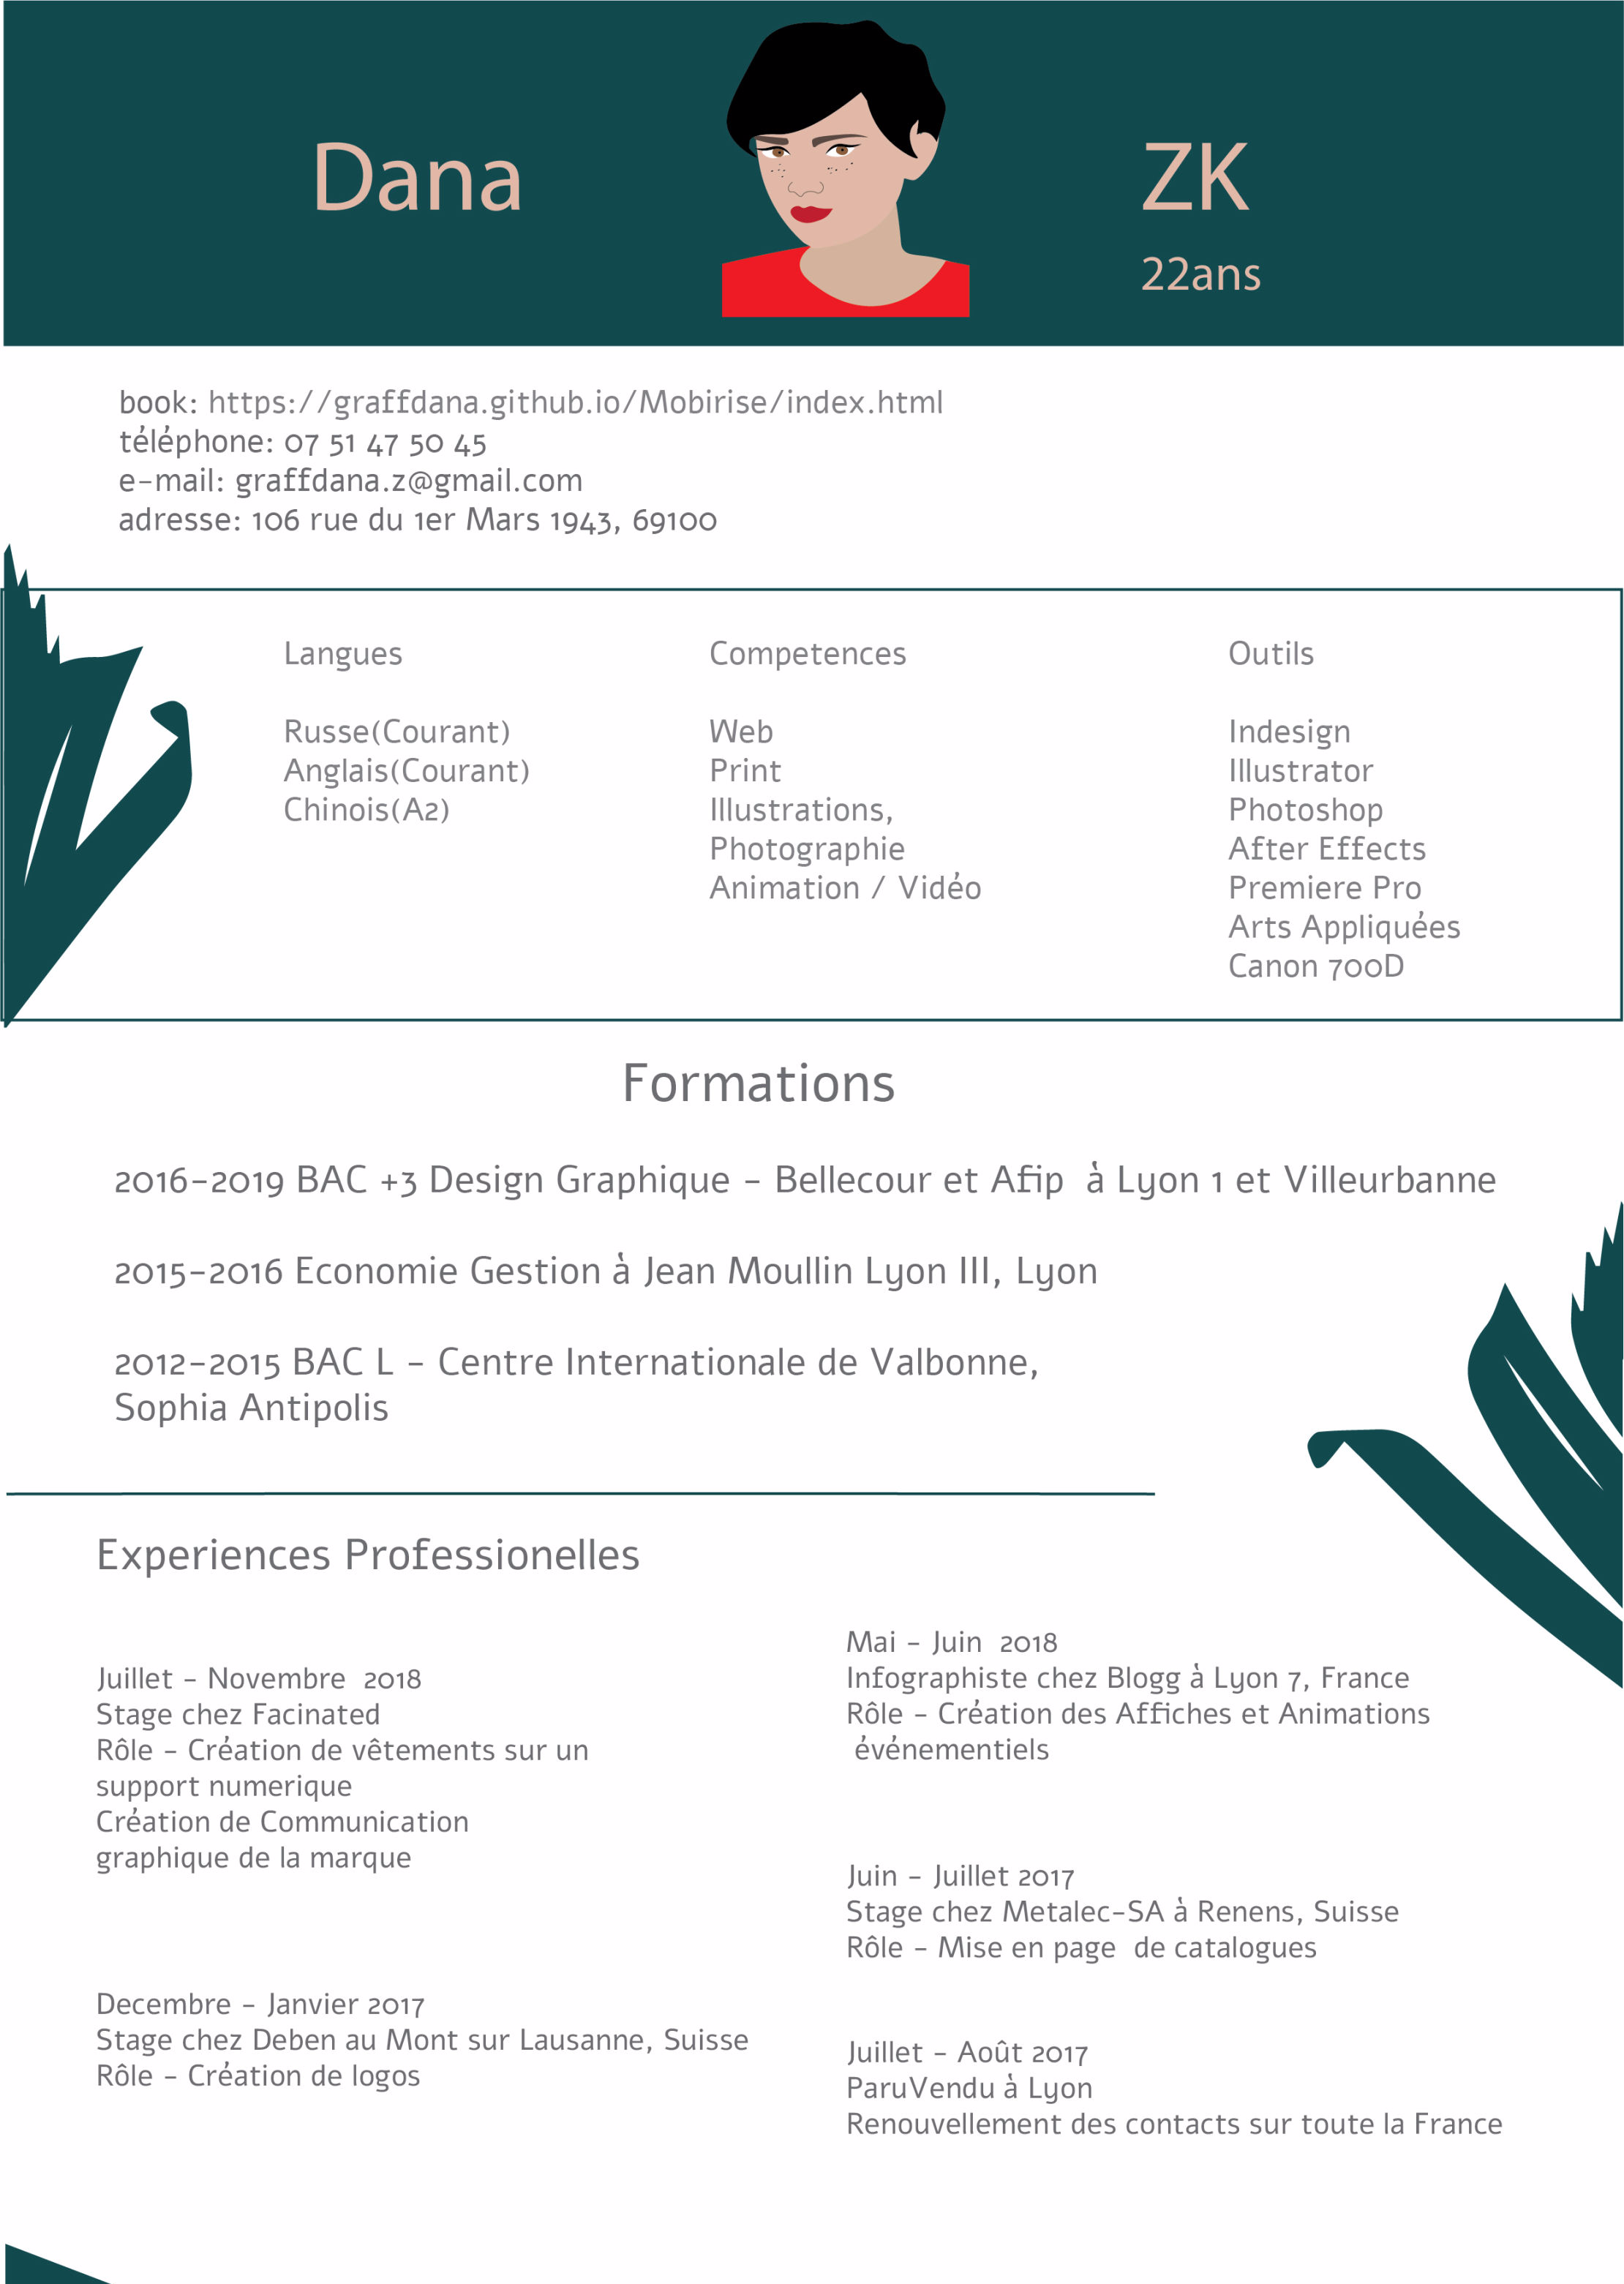 Dana
ZK
22ans
book: https://graffdana.github.io/Mobirise/index.html
téléphone: 07 51 47 50 45
e-mail: graffdana.z@gmail.com
adresse: 106 rue du 1er Mars 1943, 69100
Langues
Russe(Courant)
Anglais(Courant)
Chinois(A2)
Competences
Web
Print
Illustrations,
Photographie
Animation / Vidéo
Outils
Indesign
Illustrator
Photoshop
After Effects
Premiere Pro
Arts Appliquées
Canon 700D
Formations
2016-2019 BAC +3 Design Graphique - Bellecour et Afip à Lyon 1 et Villeurbanne
2015-2016 Economie Gestion à Jean Moullin Lyon III, Lyon
2012-2015 BAC L - Centre Internationale de Valbonne,
Sophia Antipolis
Experiences Professionelles
Juillet - Novembre 2018
Stage chez Facinated
Rôle - Création de vêtements sur un
support numerique
Création de Communication
graphique de la marque
Decembre - Janvier 2017
Stage chez Deben au Mont sur Lausanne, Suisse
Rôle - Création de logos
Mai - Juin 2018
Infographiste chez Blogg à Lyon 7, France
Rôle - Création des Affiches et Animations
événementiels
Juin - Juillet 2017
Stage chez Metalec-SA à Renens, Suisse
Rôle - Mise en page de catalogues
Juillet - Août 2017
ParuVendu à Lyon
Renouvellement des contacts sur toute la France